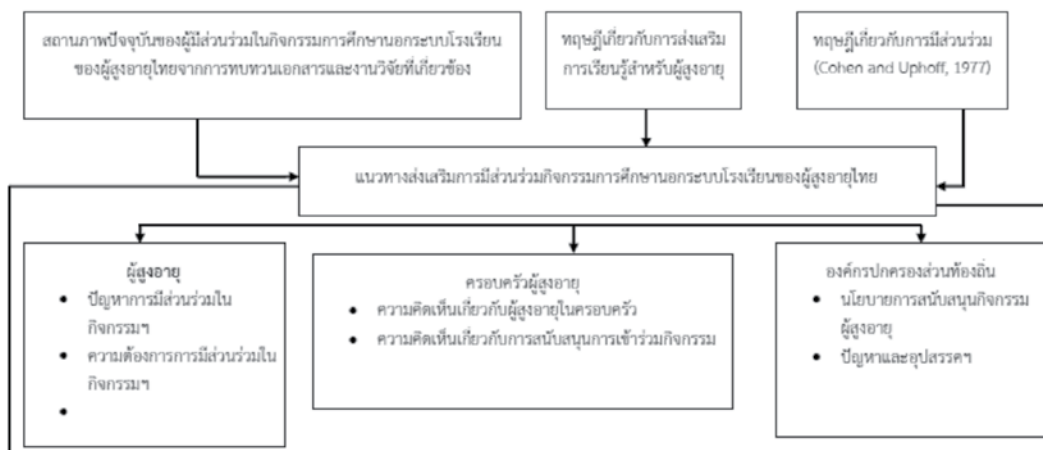 สถานภาพปัจจุบันของผู้มีส่วนร่วมในกิจกรรมการศึกษานอกระบบโรงเรียน
ของผู้สูงอายุไทยจากการทบทวนเอกสารและงานวิจัยที่เกี่ยวข้อง
ทฤษฎีเกี่ยวกับการส่งเสริม
การเรียนรู้สำหรับผู้สูงอายุ
ทฤษฎีเกี่ยวกับการมีส่วนร่วม
(Cohen and Uphoff, 1977)
แนวทางส่งเสริมการมีส่วนร่วมกิจกรรมการศึกษานอกระบบโรงเรียนของผู้สูงอายุไทย
ผู้สูงอายุ
• ปัญหาการมีส่วนร่วมใน
กิจกรรมฯ
• ความต้องการการมีส่วนร่วมใน
กิจกรรมฯ
•
ครอบครัวผู้สูงอายุ
• ความคิดเห็นเกี่ยวกับผู้สูงอายุในครอบครัว
• ความคิดเห็นเกี่ยวกับการสนับสนุนการเข้าร่วมกิจกรรม
องค์กรปกครองส่วนท้องถิ่น
• นโยบายการสนับสนุนกิจกรรม
ผู้สูงอายุ
• ปัญหาและอุปสรรคฯ